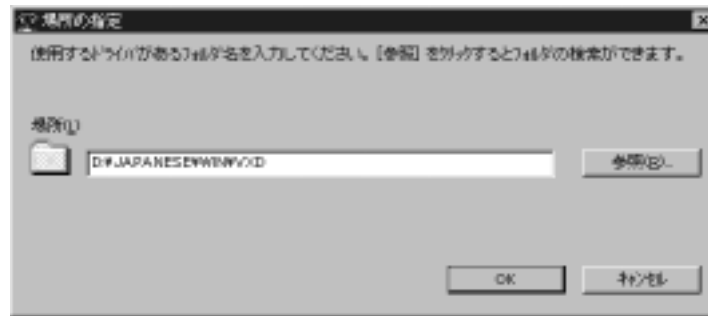 場所の指定
使用するﾄﾞﾗｲﾊﾞがあるﾌｫﾙﾀﾞ名を入力してください。[参照] をｸﾘｯｸするとﾌｫﾙﾀﾞの検索ができます。
場所(L)
D:¥JAPANESE¥WIN¥VXD
参照(R)...
OK
ｷｬﾝｾﾙ